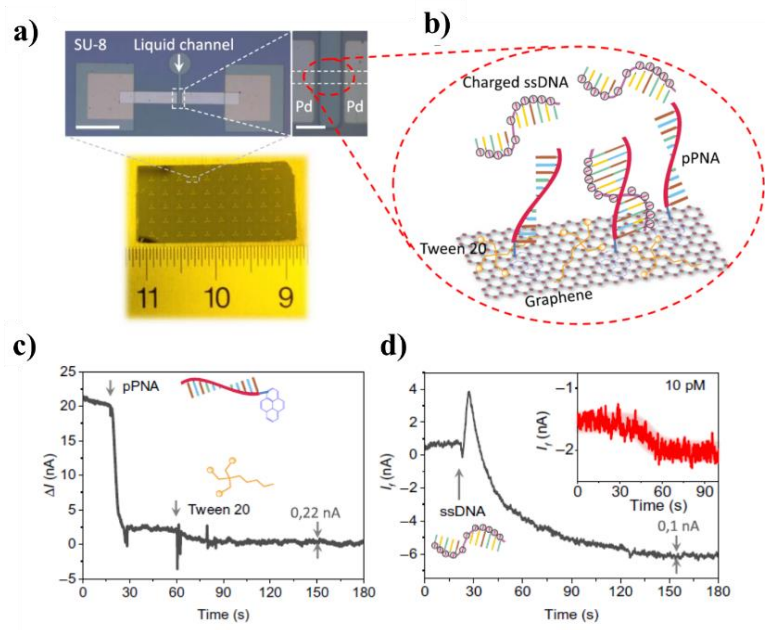 a)
SU-8
Liquid channel
Pd
Pd
11
10
9
b)
Charged ssDNA
pPNA
Tween 20
Graphene
c)
ΔI (nA)
25
20
15
10
5
0
−5
pPNA
Tween 20
0,22 nA
0 30 60 90 120 150 180
Time (s)
d)
If (nA)
4
2
0
−2
−4
−6
ssDNA
0,1 nA
0 30 60 90 120 150 180
Time (s)
10 pM
If (nA)
−1
−2
0 30 60 90
Time (s)